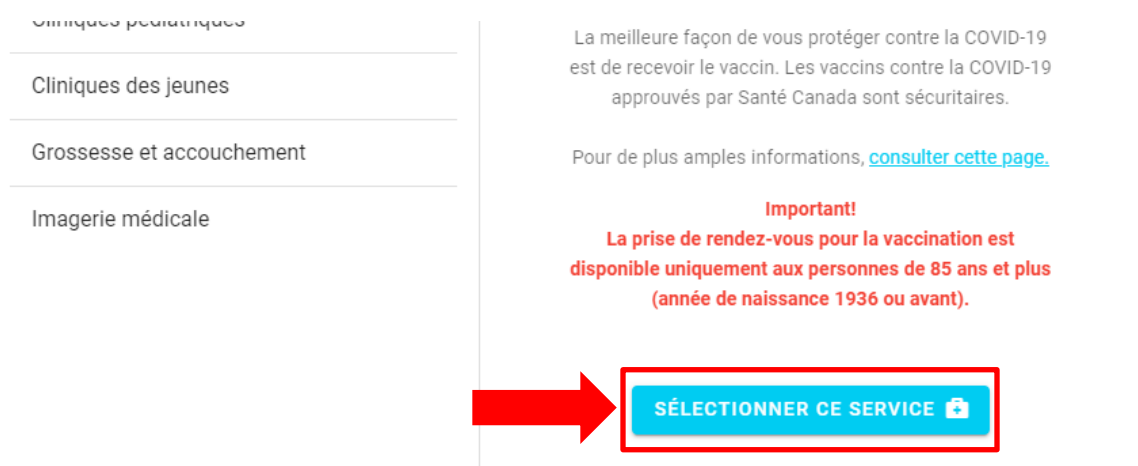 Cliniques pédiatriques
Cliniques des jeunes
Grossesse et accouchement
Imagerie médicale
La meilleure façon de vous protéger contre la COVID-19
est de recevoir le vaccin. Les vaccins contre la COVID-19
approuvés par Santé Canada sont sécuritaires.
Pour de plus amples informations, consulter cette page.
Important!
La prise de rendez-vous pour la vaccination est
disponible uniquement aux personnes de 85 ans et plus
(année de naissance 1936 ou avant).
SÉLECTIONNER CE SERVICE